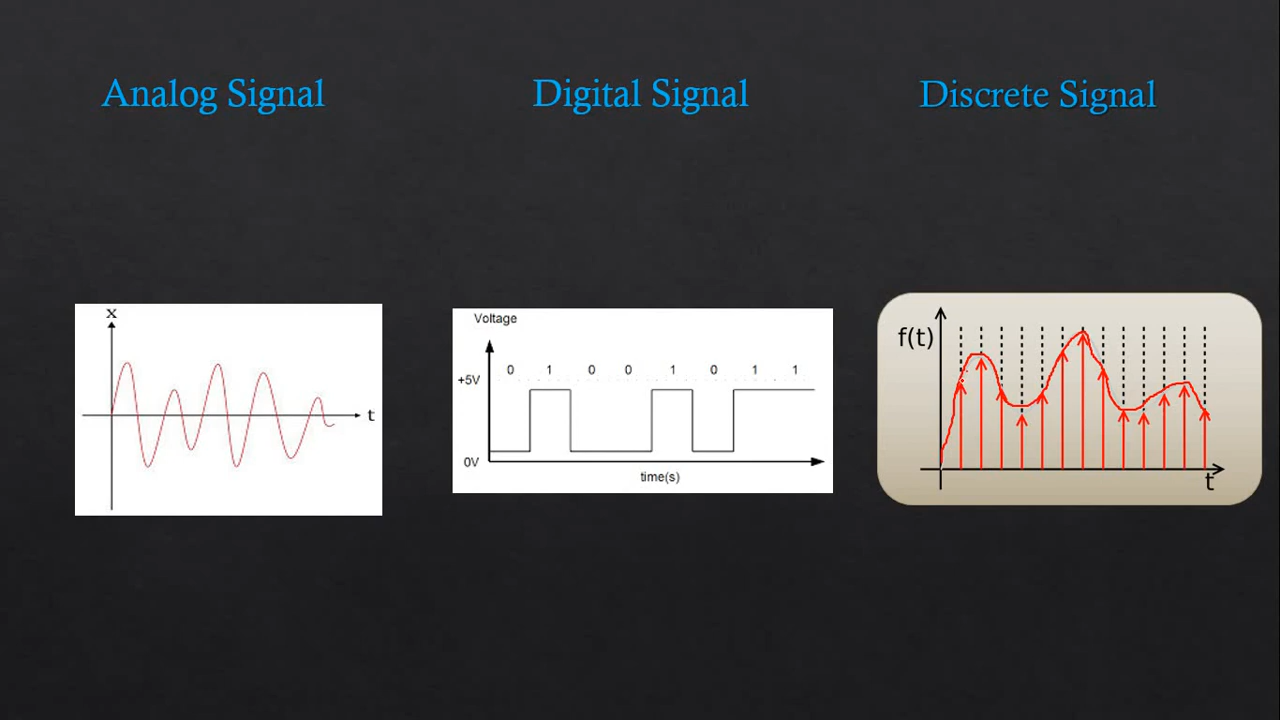 Analog Signal
Digital Signal
Discrete Signal
x
t
Voltage
0 1 0 0 1 0 1 1
+5V
0V
time(s)
f(t)
t